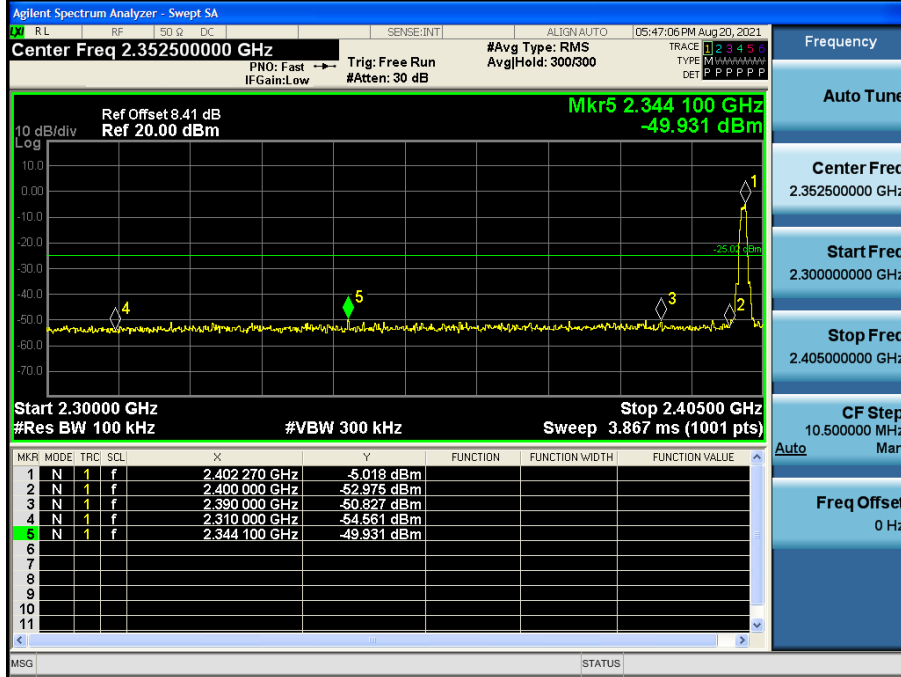 Agilent Spectrum Analyzer - Swept SA
LXI RL RF 50 Ω DC SENSE:INT ALIGN AUTO 05:47:06 PM Aug 20, 2021
Center Freq 2.352500000 GHz
PNO: Fast
IFGain:Low
Trig: Free Run
#Atten: 30 dB
#Avg Type: RMS
Avg|Hold: 300/300
TRACE 1 2 3 4 5 6
TYPE MWWWWW
DET P P P P P P
Frequency
Auto Tune
Center Freq
2.352500000 GHz
Start Freq
2.300000000 GHz
Stop Freq
2.405000000 GHz
CF Step
10.500000 MHz
Auto Man
Freq Offset
0 Hz
Mkr5 2.344 100 GHz
-49.931 dBm
Ref Offset 8.41 dB
10 dB/div Ref 20.00 dBm
Log
10.0
0.00
-10.0
-20.0
-30.0
-40.0
-50.0
-60.0
-70.0
-25.02 dBm
1
2
3
4
5
Start 2.30000 GHz Stop 2.40500 GHz
#Res BW 100 kHz #VBW 300 kHz Sweep 3.867 ms (1001 pts)
MKR MODE TRC SCL X Y FUNCTION FUNCTION WIDTH FUNCTION VALUE
1 N 1 f 2.402 270 GHz -5.018 dBm
2 N 1 f 2.400 000 GHz -52.975 dBm
3 N 1 f 2.390 000 GHz -50.827 dBm
4 N 1 f 2.310 000 GHz -54.561 dBm
5 N 1 f 2.344 100 GHz -49.931 dBm
6
7
8
9
10
11
MSG STATUS